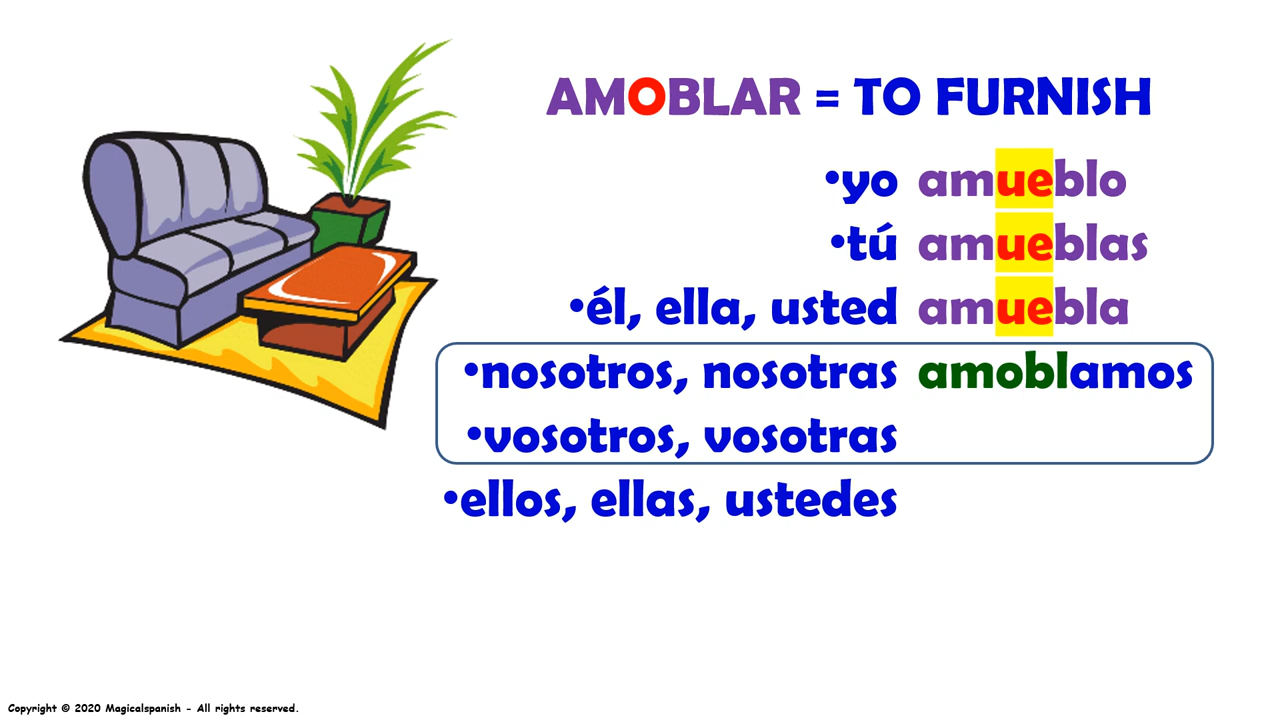 AMOBLAR = TO FURNISH
•yo amueblo
•tú amueblas
•él, ella, usted amuebla
•nosotros, nosotras amoblamos
•vosotros, vosotras
•ellos, ellas, ustedes
Copyright © 2020 Magicalspanish - All rights reserved.